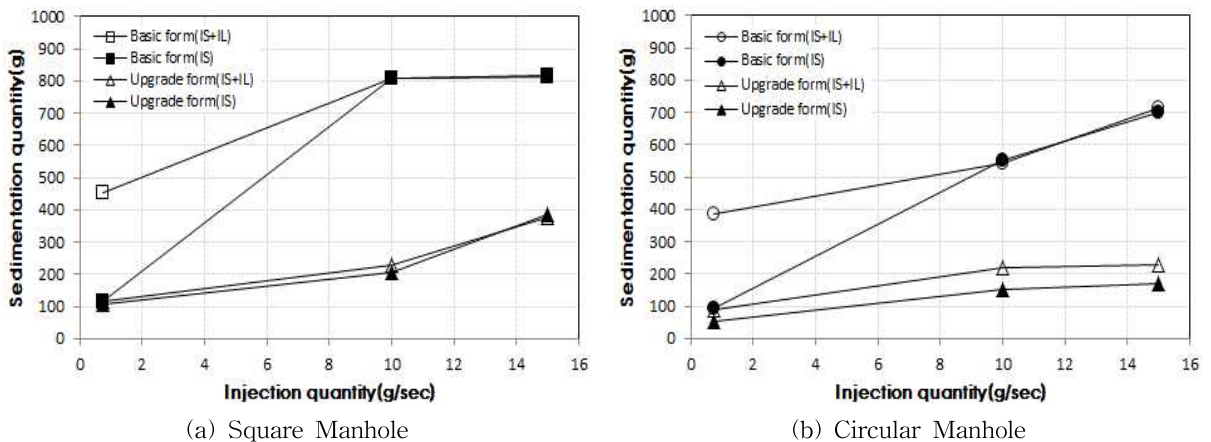 1000
900
800
700
600
500
400
300
200
100
0
Sedimentation quantity(g)
Basic form(IS+IL)
Basic form(IS)
Upgrade form(IS+IL)
Upgrade form(IS)
0 2 4 6 8 10 12 14 16
Injection quantity(g/sec)
(a) Square Manhole
1000
900
800
700
600
500
400
300
200
100
0
Sedimentation quantity(g)
Basic form(IS+IL)
Basic form(IS)
Upgrade form(IS+IL)
Upgrade form(IS)
0 2 4 6 8 10 12 14 16
Injection quantity(g/sec)
(b) Circular Manhole